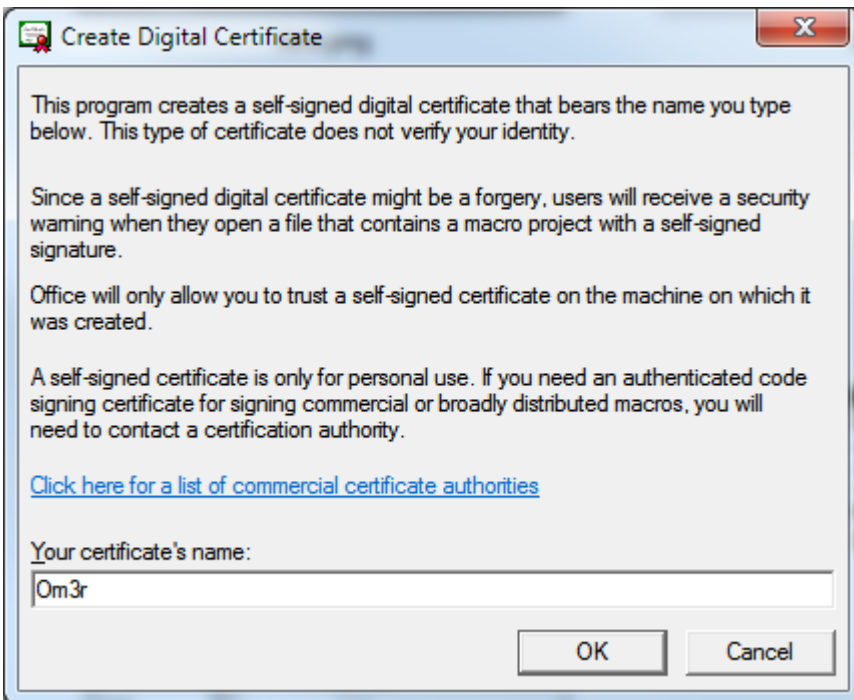 Create Digital Certificate
This program creates a self-signed digital certificate that bears the name you type
below. This type of certificate does not verify your identity.
Since a self-signed digital certificate might be a forgery, users will receive a security
warning when they open a file that contains a macro project with a self-signed
signature.
Office will only allow you to trust a self-signed certificate on the machine on which it
was created.
A self-signed certificate is only for personal use. If you need an authenticated code
signing certificate for signing commercial or broadly distributed macros, you will
need to contact a certification authority.
Click here for a list of commercial certificate authorities
Your certificate's name:
Om3r
OK Cancel